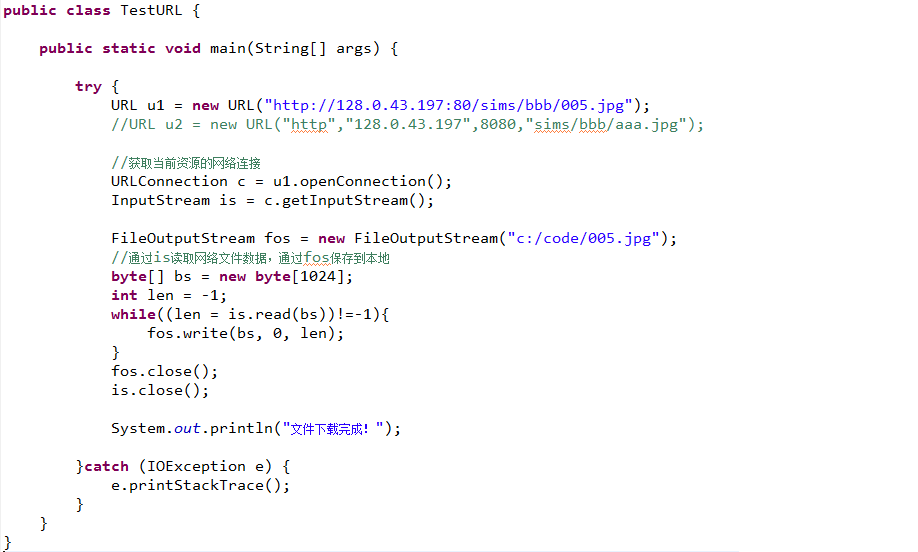 public class TestURL {
public static void main(String[] args) {
try {
URL u1 = new URL("http://128.0.43.197:80/sims/bbb/005.jpg");
//URL u2 = new URL("http","128.0.43.197",8080,"sims/bbb/aaa.jpg");
//获取当前资源的网络连接
URLConnection c = u1.openConnection();
InputStream is = c.getInputStream();
FileOutputStream fos = new FileOutputStream("c:/code/005.jpg");
//通过is读取网络文件数据，通过fos保存到本地
byte[] bs = new byte[1024];
int len = -1;
while((len = is.read(bs))!=-1){
fos.write(bs, 0, len);
}
fos.close();
is.close();
System.out.println("文件下载完成！");
}catch (IOException e) {
e.printStackTrace();
}
}
}